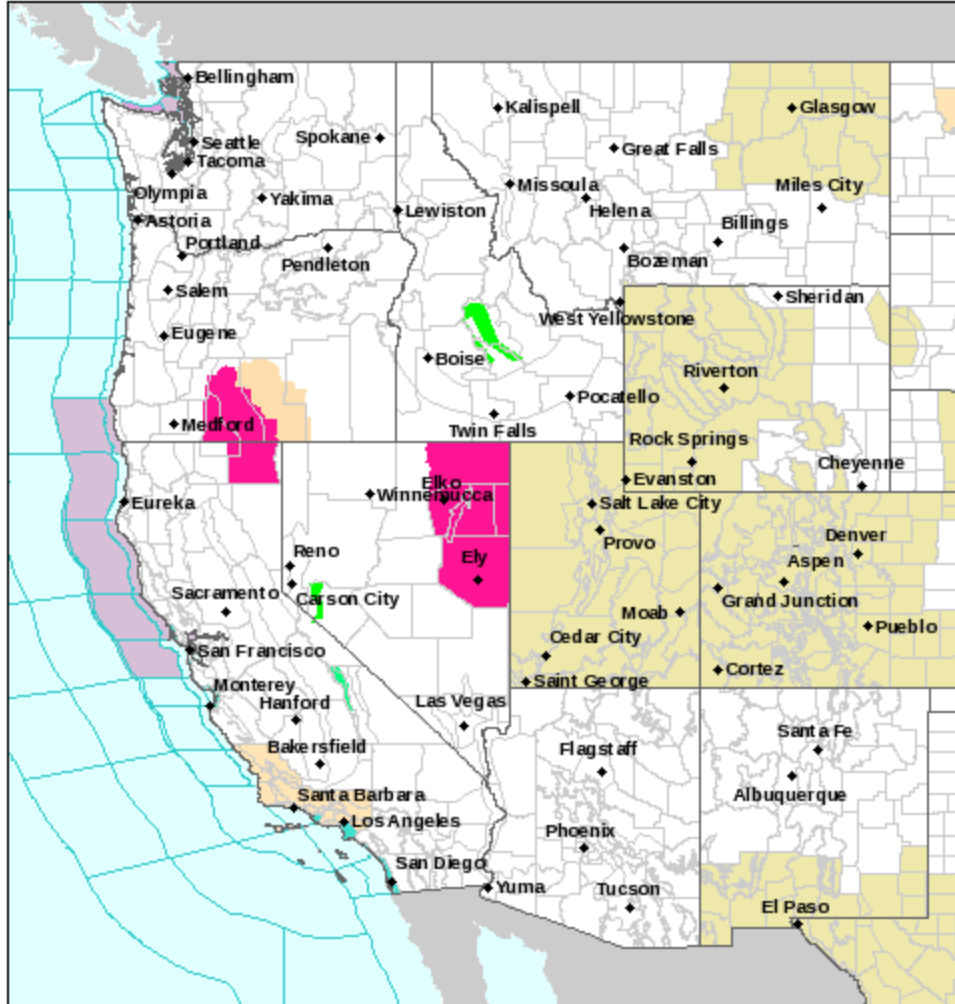 Bellingham
Kalispell
Glasgow
Seattle
Spokane
Great Falls
Tacoma
Missoula
Miles City
Olympia
Yakima
Lewiston
Helena
Astoria
Billings
Portland
Pendleton
Bozeman
Salem
Sheridan
West Yellowstone
Eugene
Boise
Riverton
Pocatello
Medford
Twin Falls
Rock Springs
Cheyenne
Elko
Evanston
Winnemucca
Eureka
Salt Lake City
Denver
Provo
Reno
Ely
Aspen
Sacramento
Carson City
Grand Junction
Moab
Pueblo
Cedar City
San Francisco
Cortez
Saint George
Monterey
Hanford
Las Vegas
Santa Fe
Bakersfield
Flagstaff
Santa Barbara
Albuquerque
Los Angeles
Phoenix
San Diego
Yuma
Tucson
El Paso